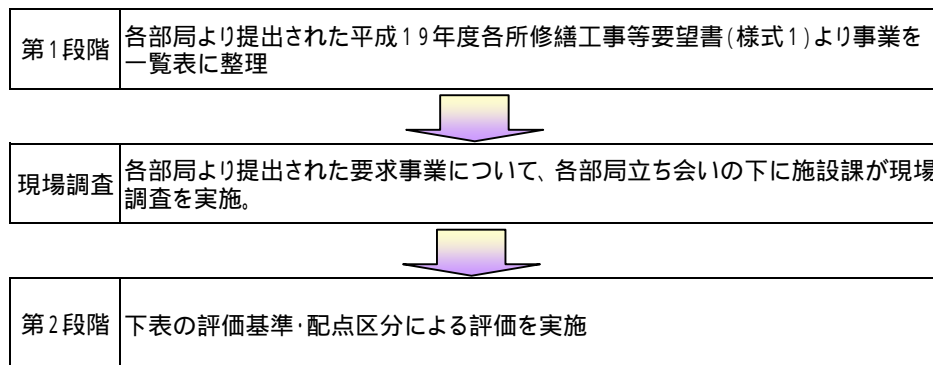 第1段階
各部局より提出された平成19年度各所修繕工事等要望書(様式1)より事業を
一覧表に整理
現場調査
各部局より提出された要求事業について、各部局立ち会いの下に施設課が現場
調査を実施。
第2段階
下表の評価基準・配点区分による評価を実施